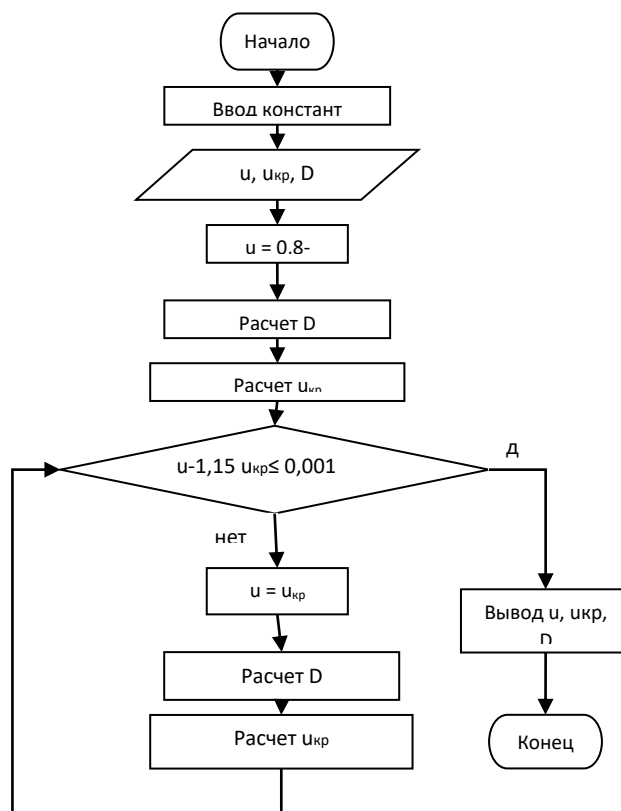 Начало
Ввод констант
u, uкр, D
u = 0.8-
Расчет D
Расчет uкр
u-1,15 uкр≤ 0,001
д
нет
u = uкр
Вывод u, uкр,
D
Расчет D
Расчет uкр
Конец